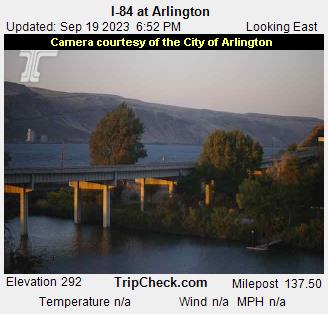 I-84 at Arlington
Updated: Sep 19 2023 6:52 PM Looking East
Camera courtesy of the City of Arlington
Elevation 292 TripCheck.com Milepost 137.50
Temperature n/a Wind n/a MPH n/a